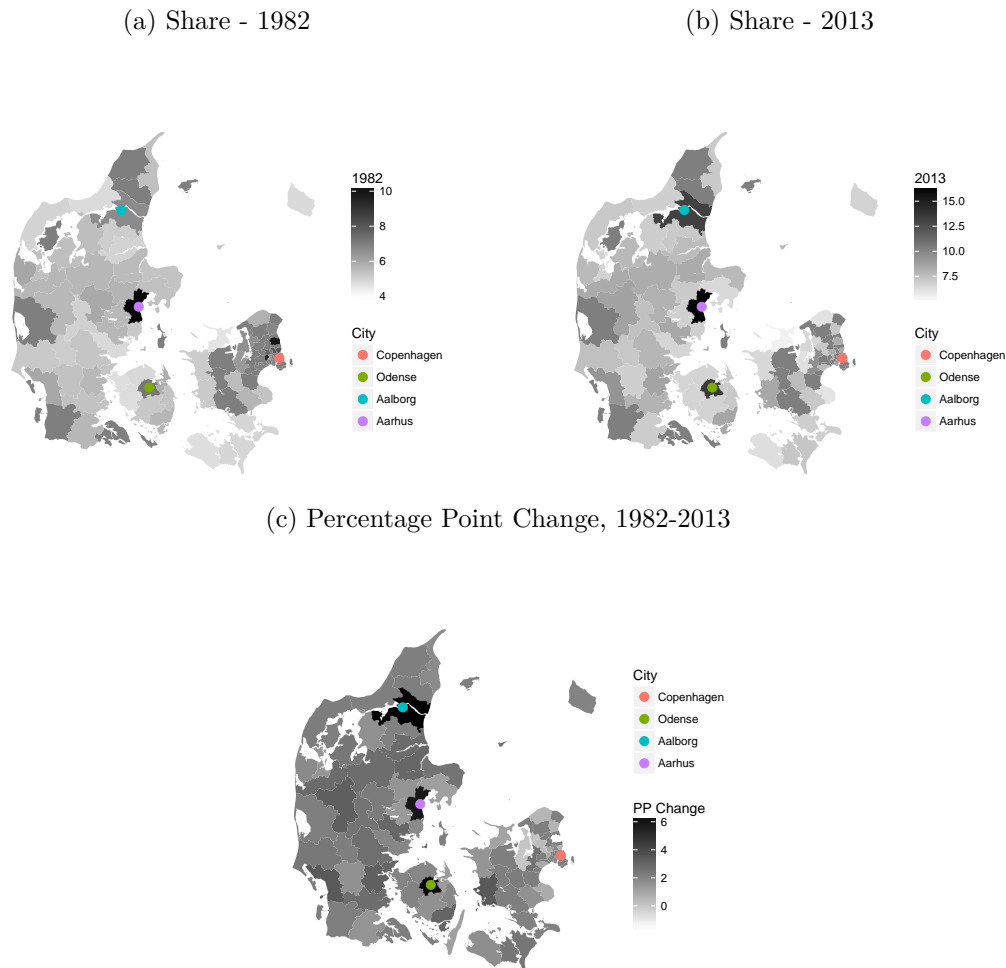 (a) Share - 1982
(b) Share - 2013
1982
10
8
6
4
City
Copenhagen
Odense
Aalborg
Aarhus
2013
15.0
12.5
10.0
7.5
City
Copenhagen
Odense
Aalborg
Aarhus
(c) Percentage Point Change, 1982-2013
City
Copenhagen
Odense
Aalborg
Aarhus
PP Change
6
4
2
0